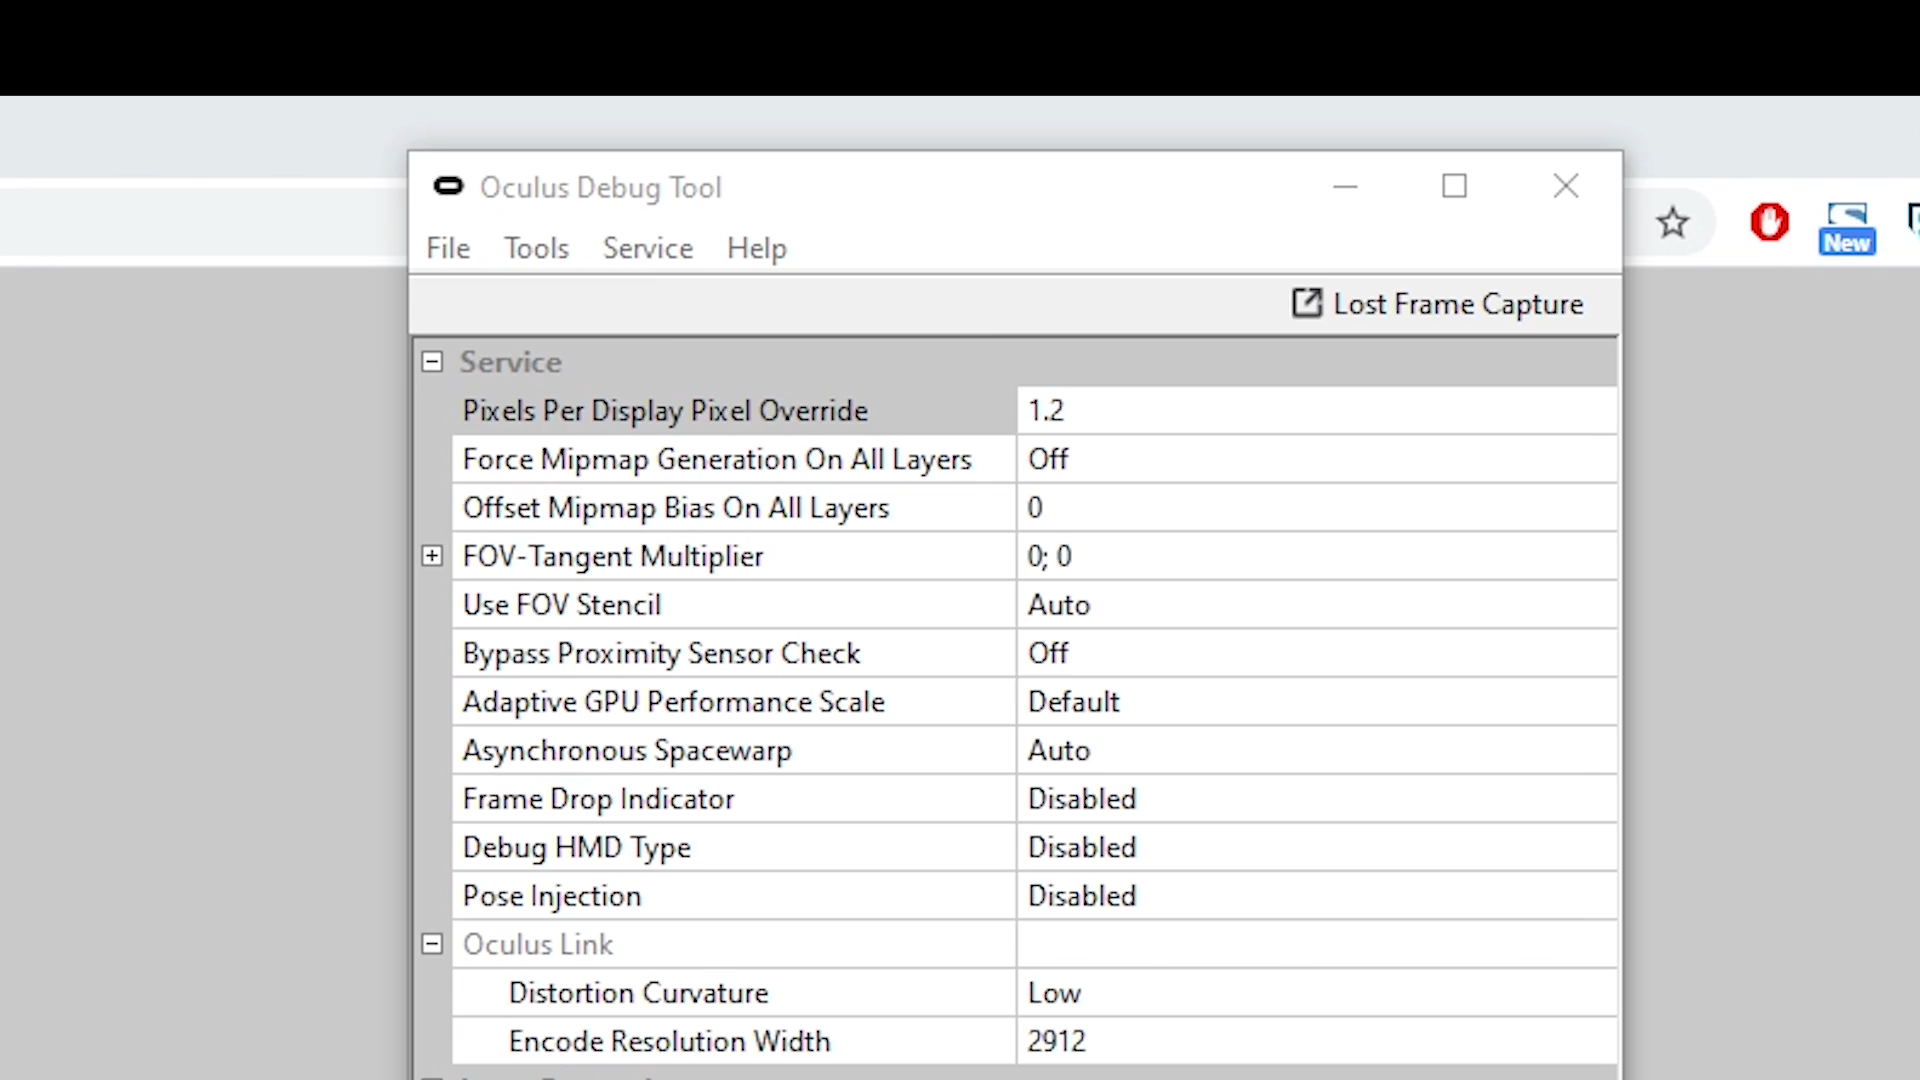 Oculus Debug Tool
File Tools Service Help
New
Lost Frame Capture
Service
Pixels Per Display Pixel Override 1.2
Force Mipmap Generation On All Layers Off
Offset Mipmap Bias On All Layers 0
FOV-Tangent Multiplier 0; 0
Use FOV Stencil Auto
Bypass Proximity Sensor Check Off
Adaptive GPU Performance Scale Default
Asynchronous Spacewarp Auto
Frame Drop Indicator Disabled
Debug HMD Type Disabled
Pose Injection Disabled
Oculus Link
Distortion Curvature Low
Encode Resolution Width 2912